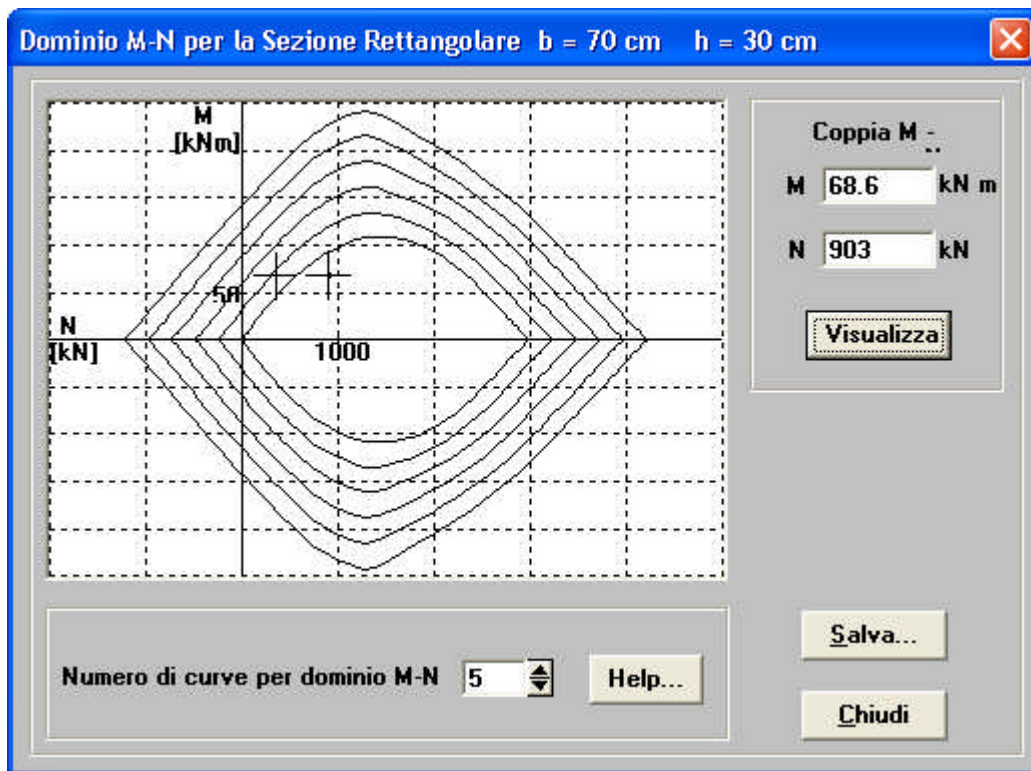 Dominio M-N per la Sezione Rettangolare b = 70 cm h = 30 cm
M
[kNm]
50
N
[kN]
1000
Coppia M -
M 68.6 kN m
N 903 kN
Visualizza
Numero di curve per dominio M-N 5 Help...
Salva...
Chiudi